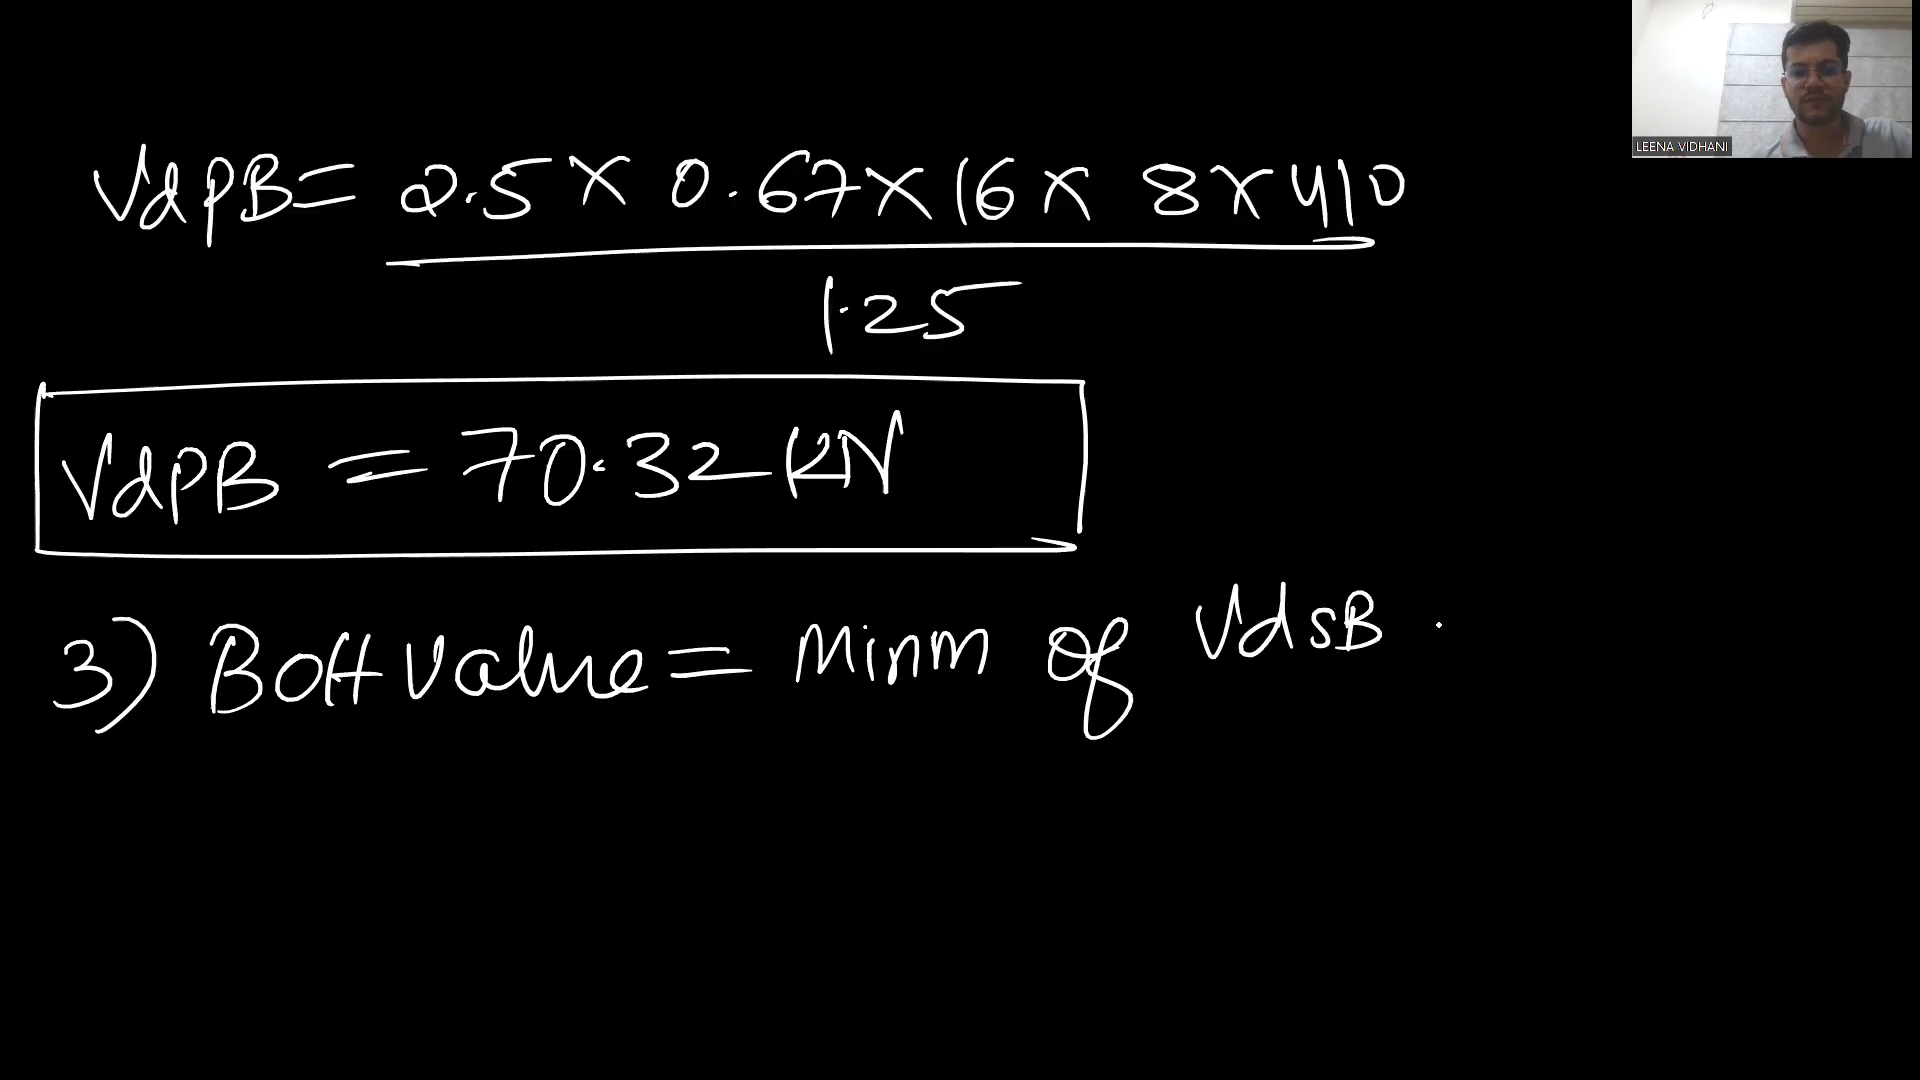 LEENA VIDHANI
VdpB = 2.5 × 0.67 × 16 × 8 × 410
1.25
VdpB = 70.32 KN
3) Bolt Value = Minm of VdsB